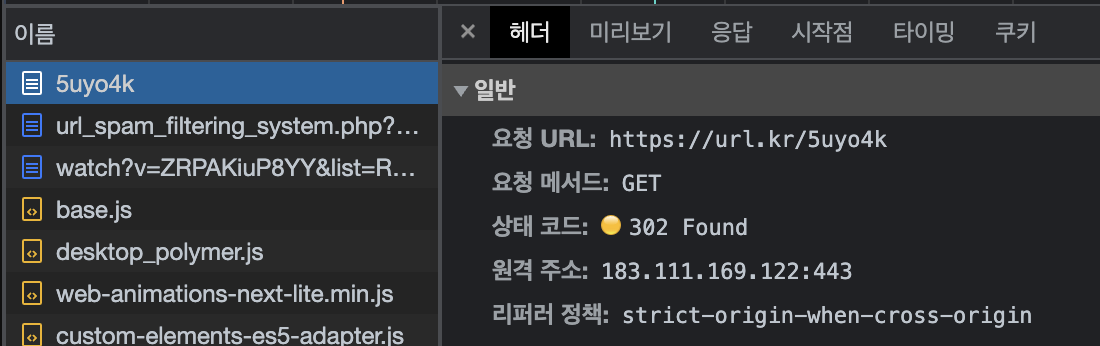 이름
5uyo4k
url_spam_filtering_system.php?…
watch?v=ZRPAKiuP8YY&list=R…
base.js
desktop_polymer.js
web-animations-next-lite.min.js
custom-elements-es5-adapter.js
× 헤더 미리보기 응답 시작점 타이밍 쿠키
▼ 일반
요청 URL: https://url.kr/5uyo4k
요청 메서드: GET
상태 코드: 302 Found
원격 주소: 183.111.169.122:443
리퍼러 정책: strict-origin-when-cross-origin